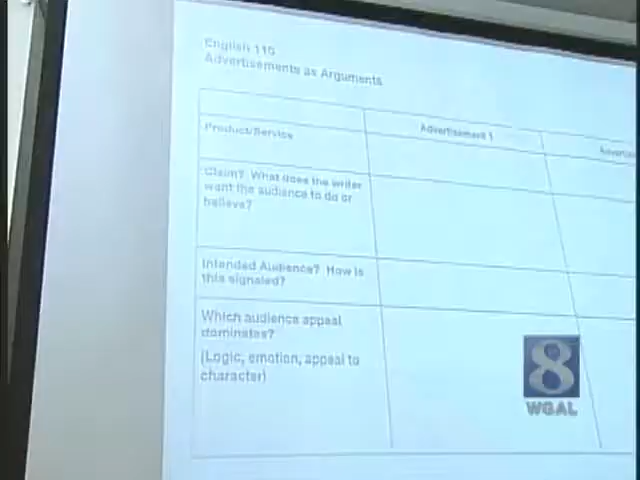 English 115
Advertisements as Arguments
Advertisement 1
Product/Service
Claim? What does the writer
want the audience to do or
believe?
Intended Audience? How is
this signaled?
Which audience appeal
dominates?
(Logic, emotion, appeal to
character)
8
WGAL